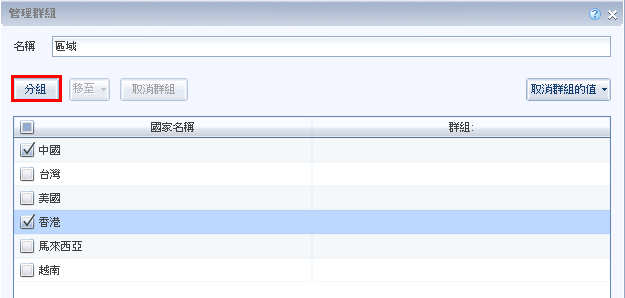 管理群組
名稱 區域
分組 移至 取消群組 取消群組的值
國家名稱 群組:
中國
台灣
美國
香港
馬來西亞
越南